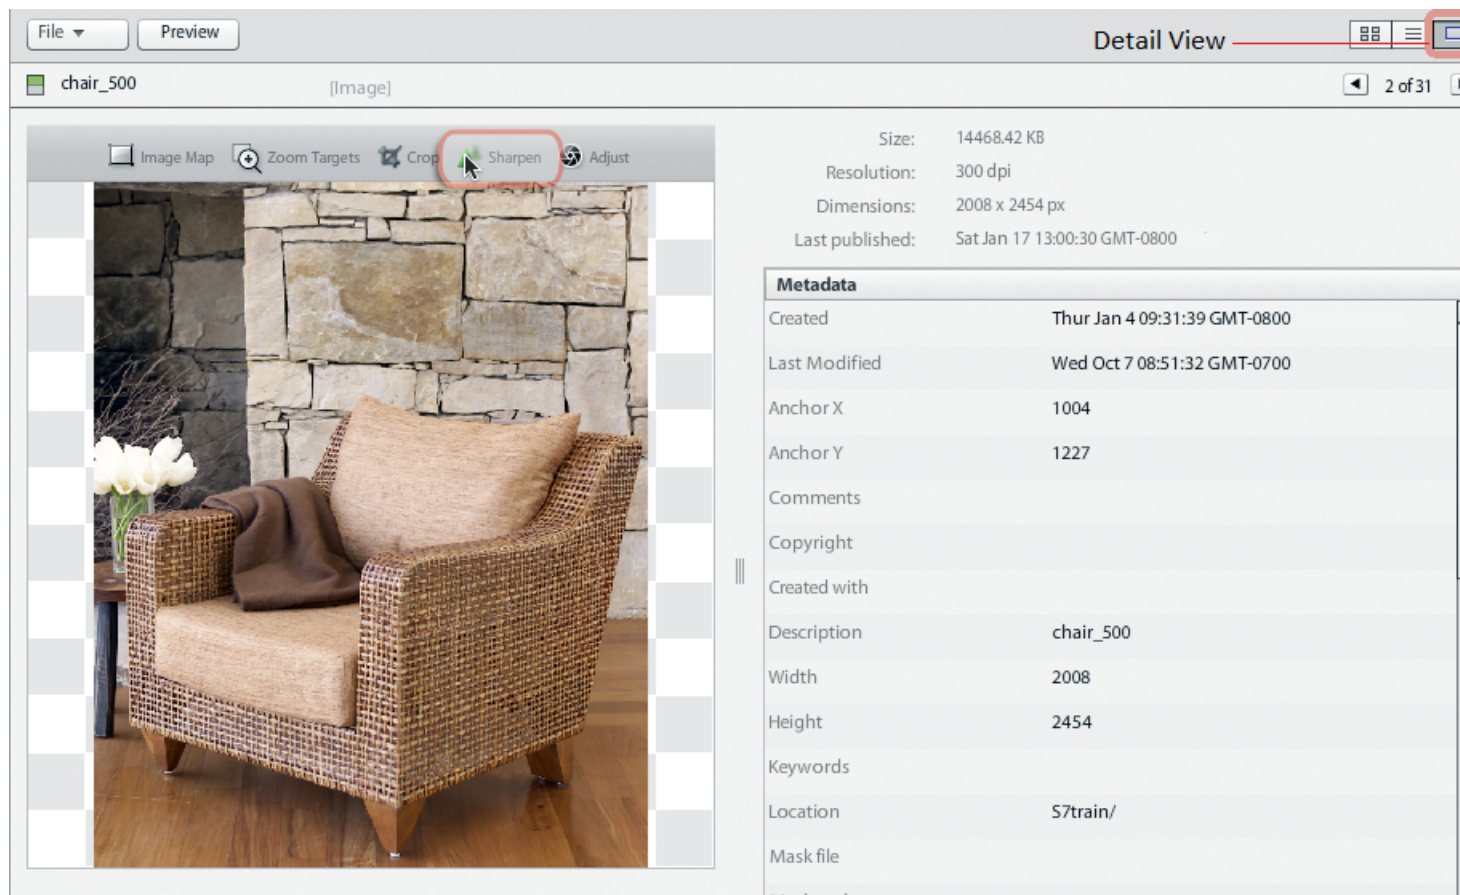 File Preview Detail View
chair_500 [Image] 2 of 31
Image Map Zoom Targets Crop Sharpen Adjust
Size: 14468.42 KB
Resolution: 300 dpi
Dimensions: 2008 x 2454 px
Last published: Sat Jan 17 13:00:30 GMT-0800
Metadata
Created Thur Jan 4 09:31:39 GMT-0800
Last Modified Wed Oct 7 08:51:32 GMT-0700
Anchor X 1004
Anchor Y 1227
Comments
Copyright
Created with
Description chair_500
Width 2008
Height 2454
Keywords
Location S7train/
Mask file